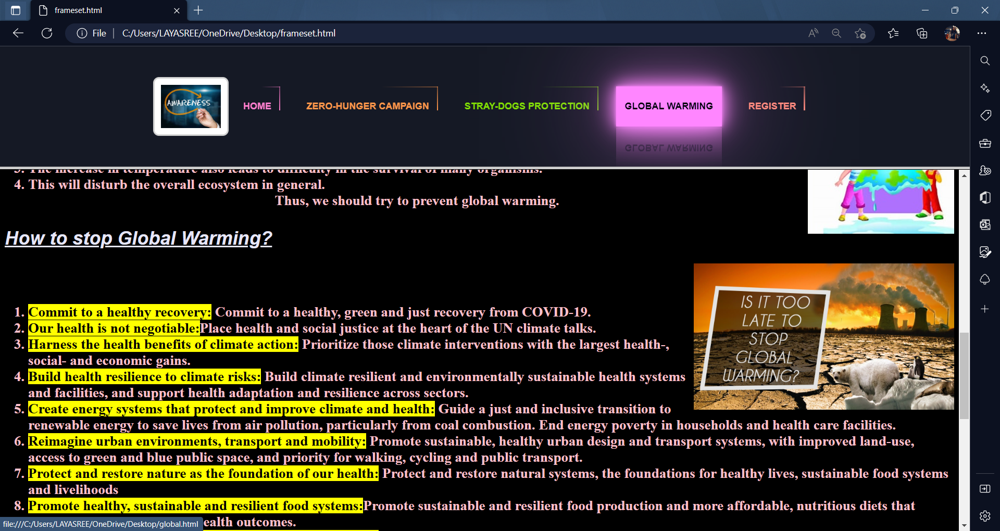 frameset.html
File
C:/Users/LAYASREE/OneDrive/Desktop/frameset.html
AWARENESS
HOME
ZERO-HUNGER CAMPAIGN
STRAY-DOGS PROTECTION
GLOBAL WARMING
REGISTER
GLOBAL WARMING
3. The increase in temperature also leads to difficulty in the survival of many organisms.
4. This will disturb the overall ecosystem in general.
Thus, we should try to prevent global warming.
How to stop Global Warming?
IS IT TOO
LATE TO
STOP
GLOBAL
WARMING?
1. Commit to a healthy recovery: Commit to a healthy, green and just recovery from COVID-19.
2. Our health is not negotiable:Place health and social justice at the heart of the UN climate talks.
3. Harness the health benefits of climate action: Prioritize those climate interventions with the largest health-,
social- and economic gains.
4. Build health resilience to climate risks: Build climate resilient and environmentally sustainable health systems
and facilities, and support health adaptation and resilience across sectors.
5. Create energy systems that protect and improve climate and health: Guide a just and inclusive transition to
renewable energy to save lives from air pollution, particularly from coal combustion. End energy poverty in households and health care facilities.
6. Reimagine urban environments, transport and mobility: Promote sustainable, healthy urban design and transport systems, with improved land-use,
access to green and blue public space, and priority for walking, cycling and public transport.
7. Protect and restore nature as the foundation of our health: Protect and restore natural systems, the foundations for healthy lives, sustainable food systems
and livelihoods
8. Promote healthy, sustainable and resilient food systems:Promote sustainable and resilient food production and more affordable, nutritious diets that
ealth outcomes.
file:///C:/Users/LAYASREE/OneDrive/Desktop/global.html